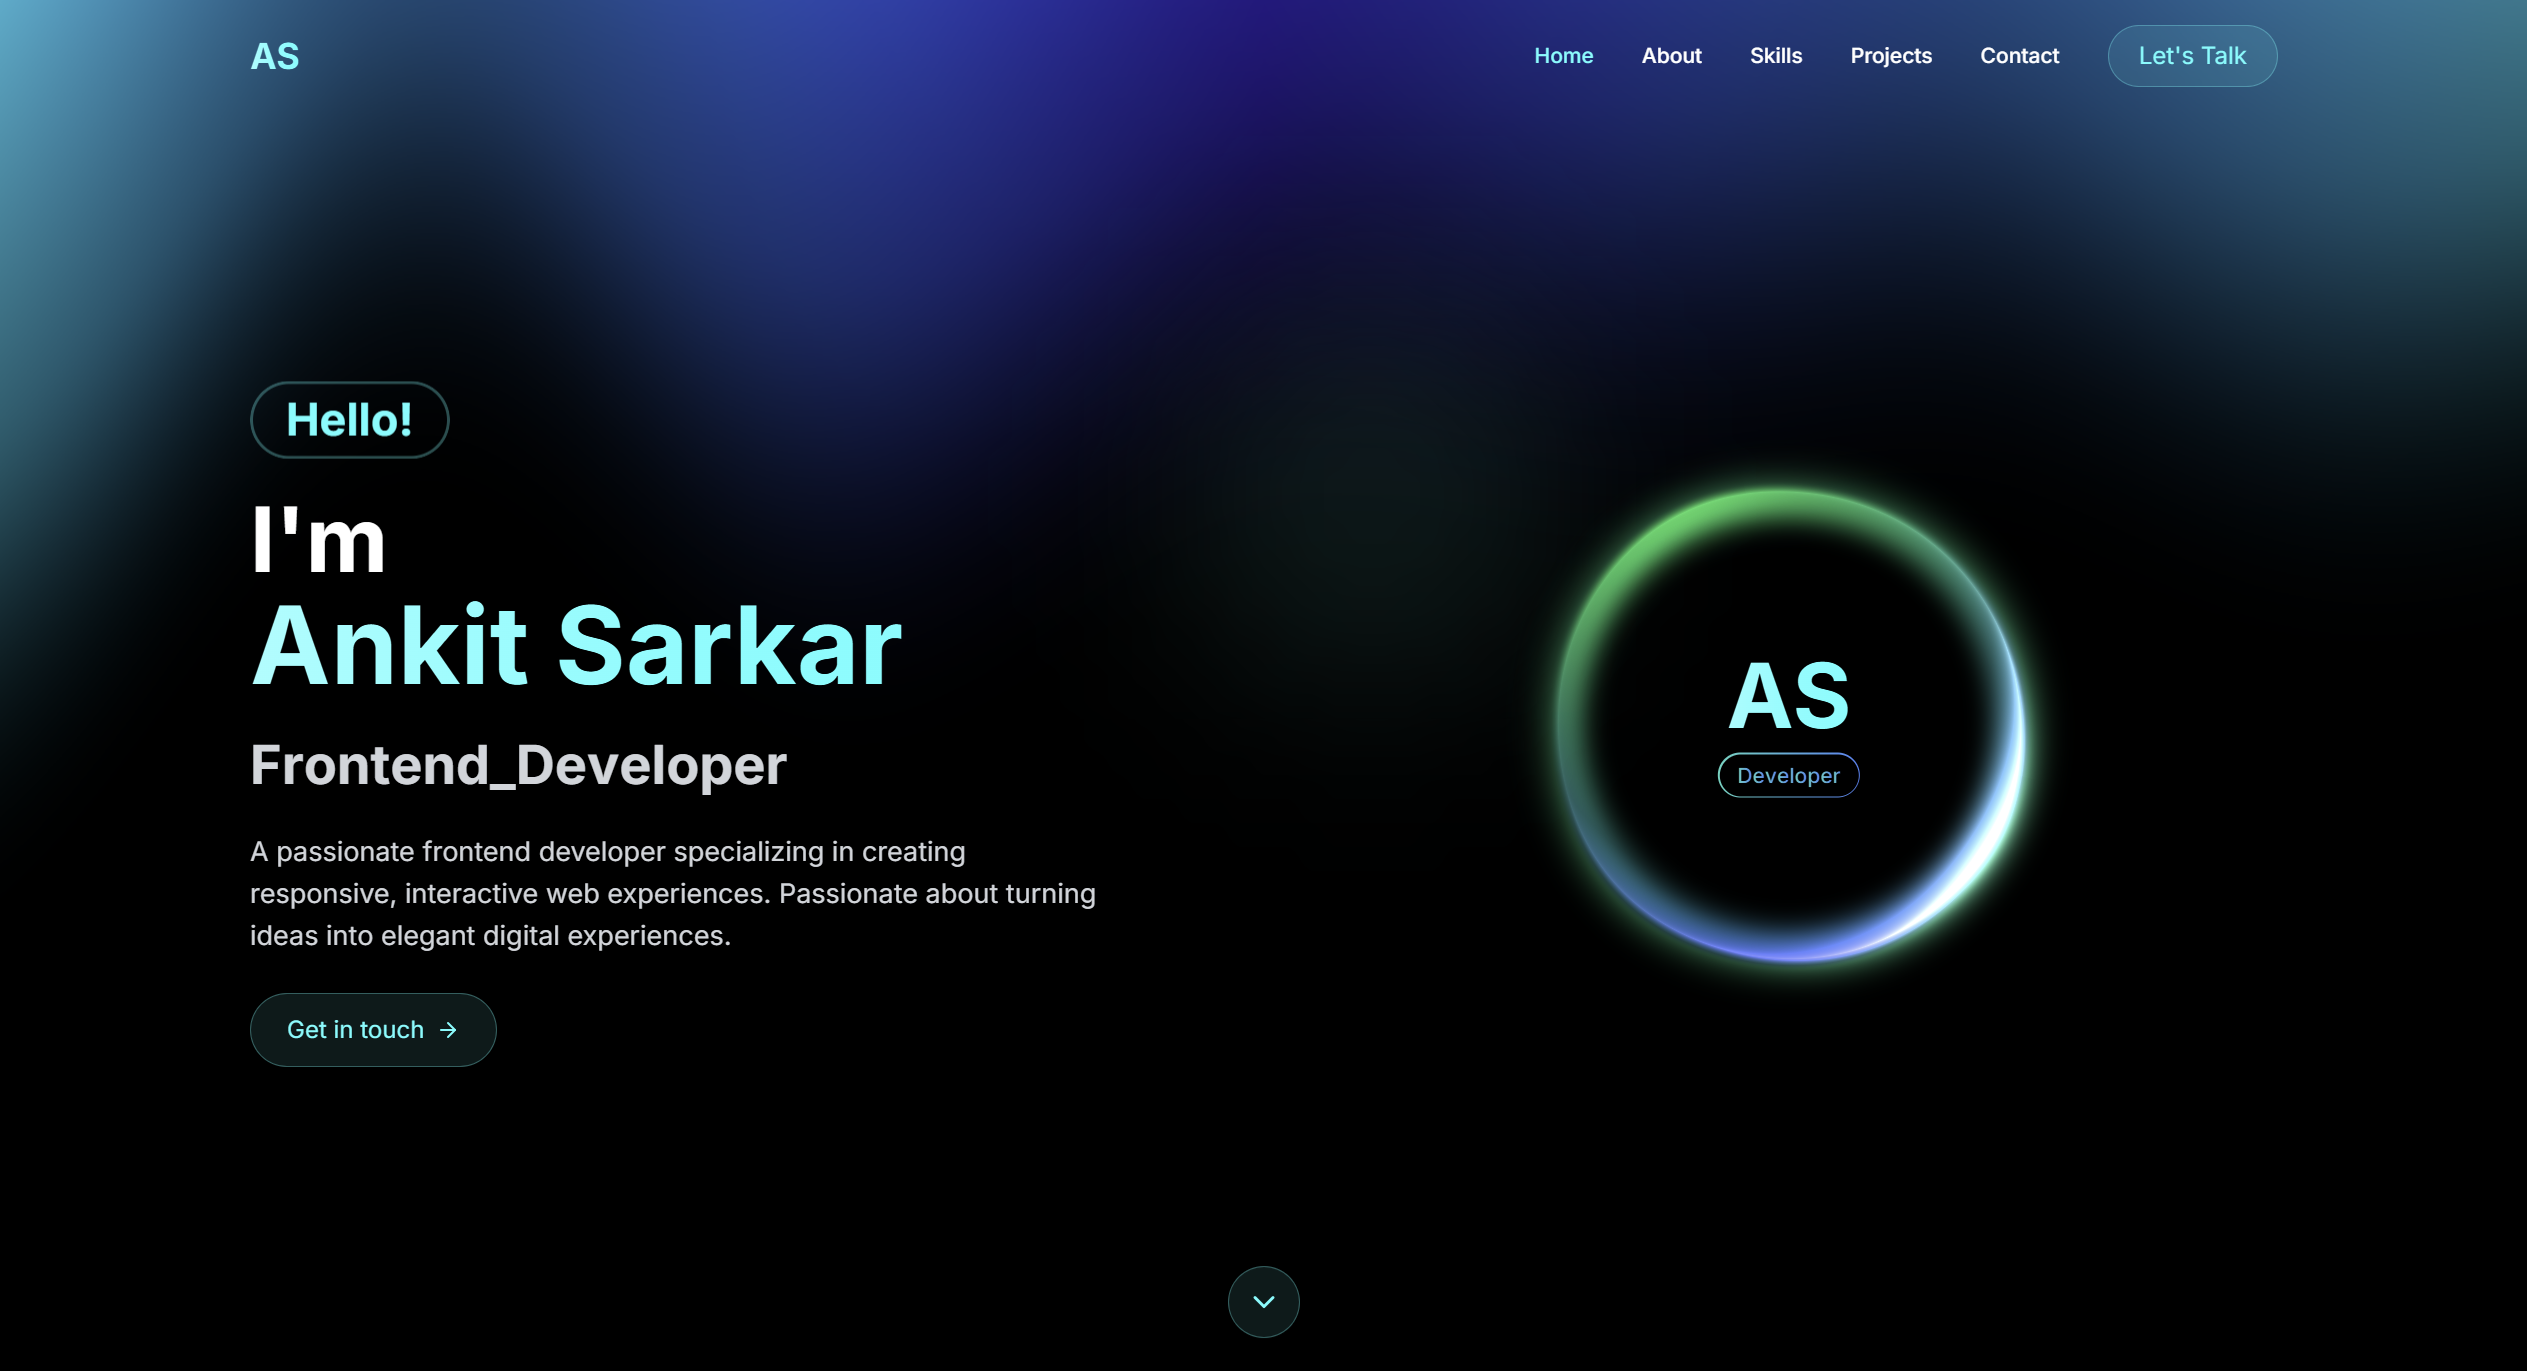 AS
Home About Skills Projects Contact Let's Talk
Hello!
I'm
Ankit Sarkar
Frontend_Developer
A passionate frontend developer specializing in creating
responsive, interactive web experiences. Passionate about turning
ideas into elegant digital experiences.
Get in touch →
AS
Developer